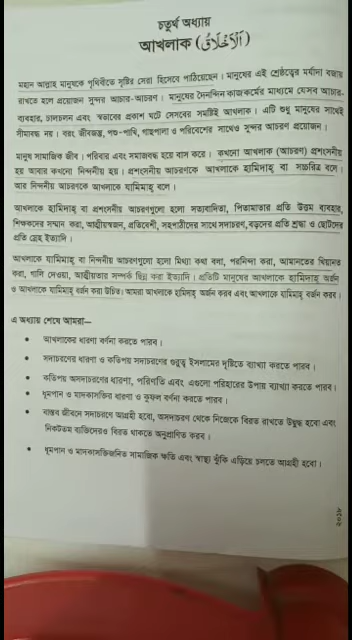 চতুর্থ অধ্যায়
আখলাক (اَلْأَخْلَاقُ)
মহান আল্লাহ মানুষকে পৃথিবীতে সৃষ্টির সেরা হিসেবে পাঠিয়েছেন। মানুষের এই শ্রেষ্ঠত্বের মর্যাদা বজায়
রাখতে হলে প্রয়োজন সুন্দর আচার-আচরণ। মানুষের দৈনন্দিন কাজকর্মের মাধ্যমে যেসব আচার-
ব্যবহার, চালচলন এবং স্বভাবের প্রকাশ ঘটে সেসবের সমষ্টিই আখলাক। এটি শুধু মানুষের সাথেই
সীমাবদ্ধ নয়। বরং জীবজন্তু, পশু-পাখি, গাছপালা ও পরিবেশের সাথেও সুন্দর আচরণ প্রয়োজন।
মানুষ সামাজিক জীব। পরিবার এবং সমাজবদ্ধ হয়ে বাস করে। কখনো আখলাক (আচরণ) প্রশংসনীয়
হয় আবার কখনো নিন্দনীয় হয়। প্রশংসনীয় আচরণকে আখলাকে হামিদাহ্ বা সচ্চরিত্র বলে।
আর নিন্দনীয় আচরণকে আখলাকে যামিমাহ্ বলে।
আখলাকে হামিদাহ্ বা প্রশংসনীয় আচরণগুলো হলো সত্যবাদিতা, পিতামাতার প্রতি উত্তম ব্যবহার,
শিক্ষকদের সম্মান করা, আত্মীয়স্বজন, প্রতিবেশী, সহপাঠীদের সাথে সদাচরণ, বড়দের প্রতি শ্রদ্ধা ও ছোটদের
প্রতি স্নেহ ইত্যাদি।
আখলাকে যামিমাহ্ বা নিন্দনীয় আচরণগুলো হলো মিথ্যা কথা বলা, পরনিন্দা করা, আমানতের খিয়ানত
করা, গালি দেওয়া, আত্মীয়তার সম্পর্ক ছিন্ন করা ইত্যাদি। প্রতিটি মানুষের আখলাকে হামিদাহ্ অর্জন
ও আখলাকে যামিমাহ্ বর্জন করা উচিত। আমরা আখলাকে হামিদাহ্ অর্জন করব এবং আখলাকে যামিমাহ্ বর্জন করব।
এ অধ্যায় শেষে আমরা—
• আখলাকের ধারণা বর্ণনা করতে পারব।
• সদাচরণের ধারণা ও কতিপয় সদাচরণের গুরুত্ব ইসলামের দৃষ্টিতে ব্যাখ্যা করতে পারব।
• কতিপয় অসদাচরণের ধারণা, পরিণতি এবং এগুলো পরিহারের উপায় ব্যাখ্যা করতে পারব।
• ধূমপান ও মাদকাসক্তির ধারণা ও কুফল বর্ণনা করতে পারব।
• বাস্তব জীবনে সদাচরণে আগ্রহী হবো, অসদাচরণ থেকে নিজেকে বিরত রাখতে উদ্বুদ্ধ হবো এবং
নিকটতম ব্যক্তিদেরও বিরত থাকতে অনুপ্রাণিত করব।
• ধূমপান ও মাদকাসক্তিজনিত সামাজিক ক্ষতি এবং স্বাস্থ্য ঝুঁকি এড়িয়ে চলতে আগ্রহী হবো।
২০১৮